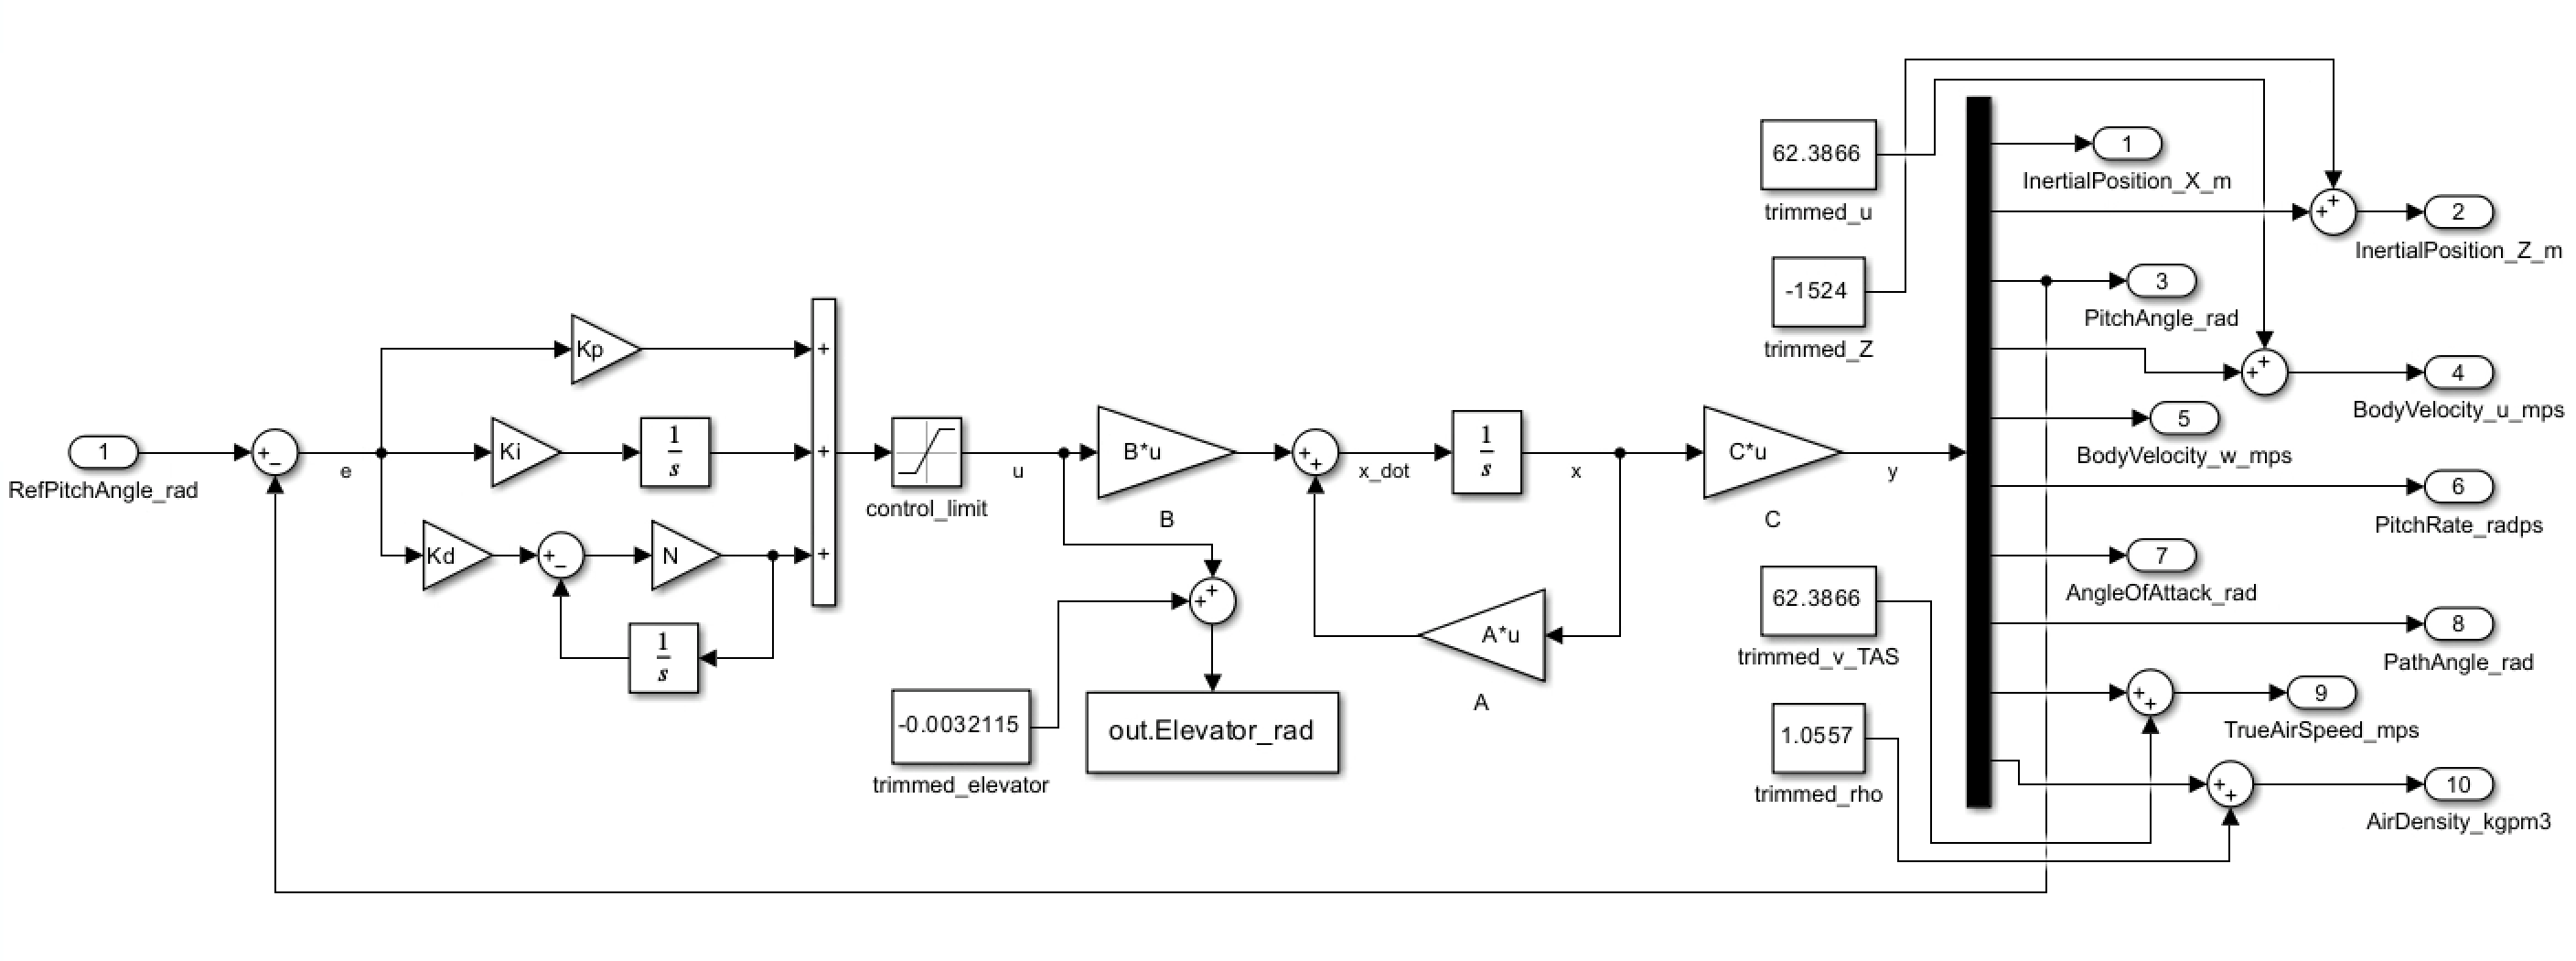 62.3866
trimmed_u
-1524
trimmed_Z
1
InertialPosition_X_m
+
+
2
InertialPosition_Z_m
3
PitchAngle_rad
+
+
4
BodyVelocity_u_mps
5
BodyVelocity_w_mps
6
PitchRate_radps
7
AngleOfAttack_rad
8
PathAngle_rad
+
+
9
TrueAirSpeed_mps
+
+
10
AirDensity_kgpm3
1
RefPitchAngle_rad
+
−
e
Kp
Ki
1
s
Kd
+
−
N
1
s
+
+
+
control_limit
u
B*u
B
+
+
x_dot
1
s
x
C*u
C
y
A*u
A
+
+
-0.0032115
trimmed_elevator
out.Elevator_rad
62.3866
trimmed_v_TAS
1.0557
trimmed_rho